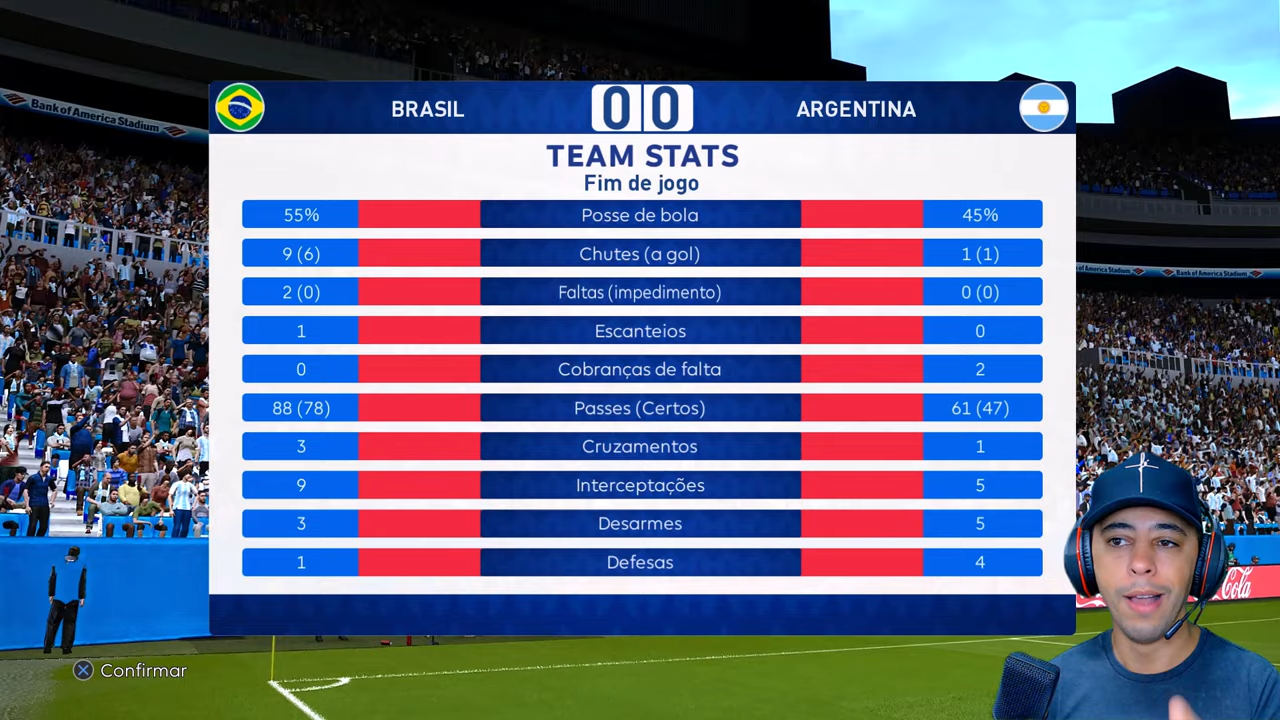 Bank of America Stadium
BRASIL
0 0
ARGENTINA
TEAM STATS
Fim de jogo
55% Posse de bola 45%
9 (6) Chutes (a gol) 1 (1)
2 (0) Faltas (impedimento) 0 (0)
1 Escanteios 0
0 Cobranças de falta 2
88 (78) Passes (Certos) 61 (47)
3 Cruzamentos 1
9 Interceptações 5
3 Desarmes 5
1 Defesas 4
of America Stadium
Bank of America Stadium
Cola
Confirmar